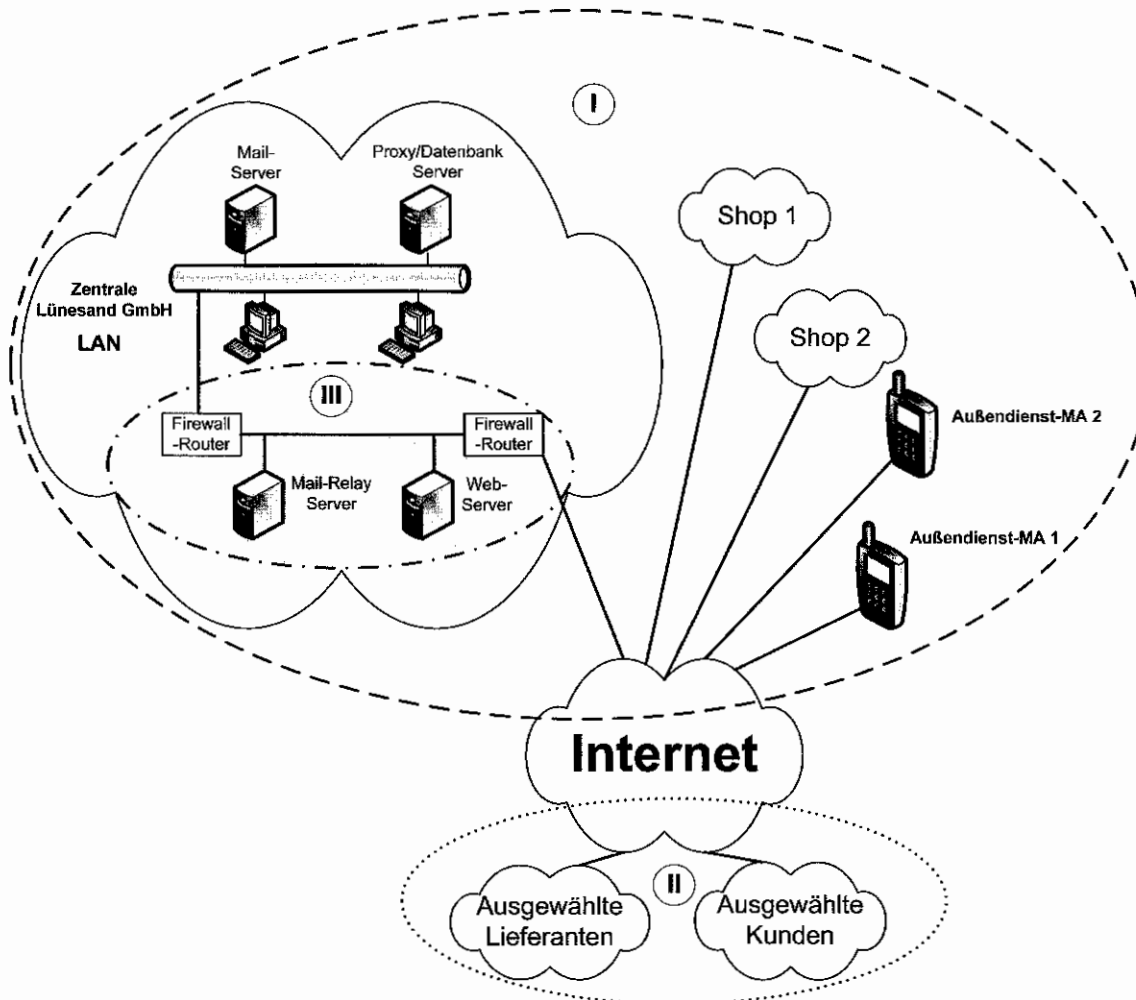 I
Mail-
Server
Proxy/Datenbank
Server
Shop 1
Zentrale
Lünesand GmbH
LAN
Shop 2
III
Außendienst-MA 2
Firewall
-Router
Firewall
-Router
Mail-Relay
Server
Web-
Server
Außendienst-MA 1
Internet
II
Ausgewählte
Lieferanten
Ausgewählte
Kunden